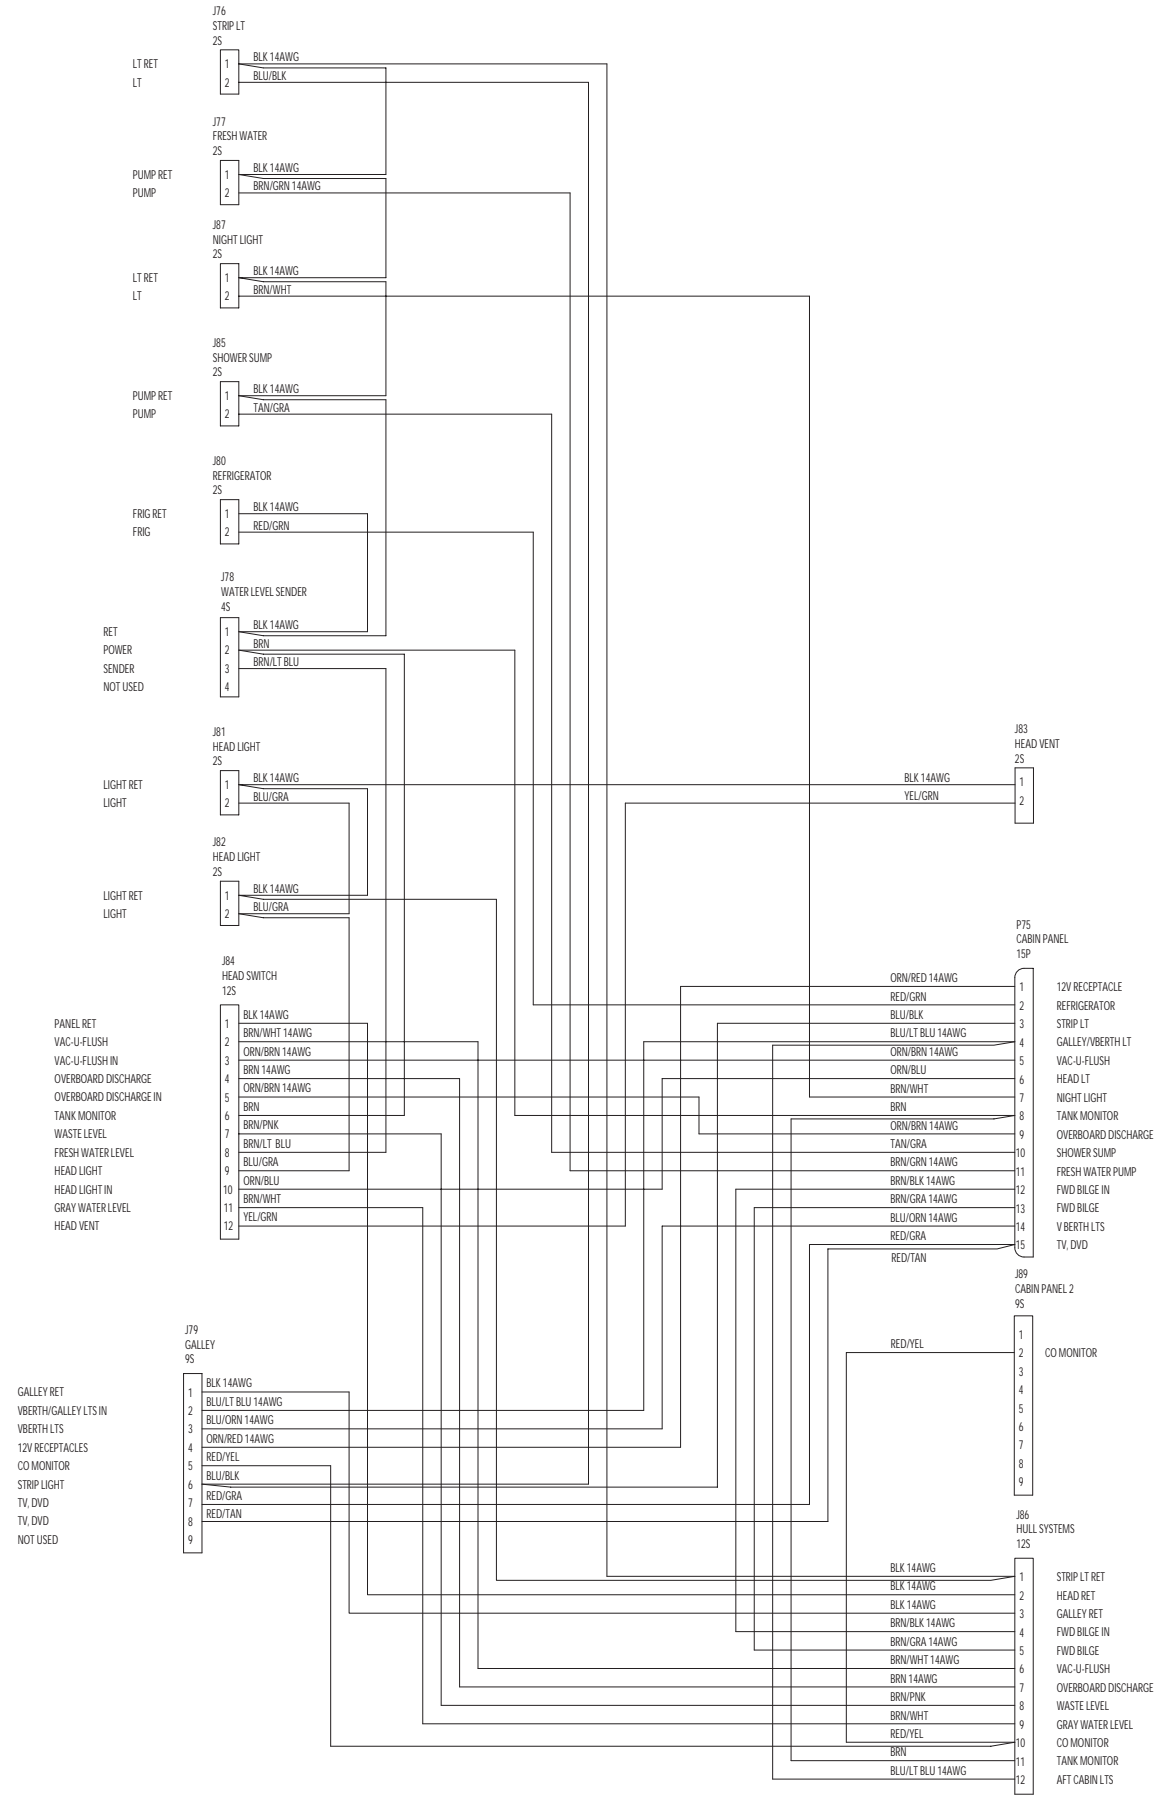 J76
STRIP LT
2S
LT RET 1 BLK 14AWG
LT 2 BLU/BLK
J77
FRESH WATER
2S
PUMP RET 1 BLK 14AWG
PUMP 2 BRN/GRN 14AWG
J87
NIGHT LIGHT
2S
LT RET 1 BLK 14AWG
LT 2 BRN/WHT
J85
SHOWER SUMP
2S
PUMP RET 1 BLK 14AWG
PUMP 2 TAN/GRA
J80
REFRIGERATOR
2S
FRIG RET 1 BLK 14AWG
FRIG 2 RED/GRN
J78
WATER LEVEL SENDER
4S
RET 1 BLK 14AWG
POWER 2 BRN
SENDER 3 BRN/LT BLU
NOT USED 4
J81
HEAD LIGHT
2S
LIGHT RET 1 BLK 14AWG
LIGHT 2 BLU/GRA
J82
HEAD LIGHT
2S
LIGHT RET 1 BLK 14AWG
LIGHT 2 BLU/GRA
J84
HEAD SWITCH
12S
PANEL RET 1 BLK 14AWG
VAC-U-FLUSH 2 BRN/WHT 14AWG
VAC-U-FLUSH IN 3 ORN/BRN 14AWG
OVERBOARD DISCHARGE 4 BRN 14AWG
OVERBOARD DISCHARGE IN 5 ORN/BRN 14AWG
TANK MONITOR 6 BRN
WASTE LEVEL 7 BRN/PNK
FRESH WATER LEVEL 8 BRN/LT BLU
HEAD LIGHT 9 BLU/GRA
HEAD LIGHT IN 10 ORN/BLU
GRAY WATER LEVEL 11 BRN/WHT
HEAD VENT 12 YEL/GRN
J79
GALLEY
9S
GALLEY RET 1 BLK 14AWG
VBERTH/GALLEY LTS IN 2 BLU/LT BLU 14AWG
VBERTH LTS 3 BLU/ORN 14AWG
12V RECEPTACLES 4 ORN/RED 14AWG
CO MONITOR 5 RED/YEL
STRIP LIGHT 6 BLU/BLK
TV, DVD 7 RED/GRA
TV, DVD 8 RED/TAN
NOT USED 9
J83
HEAD VENT
2S
BLK 14AWG 1
YEL/GRN 2
P75
CABIN PANEL
15P
ORN/RED 14AWG 1 12V RECEPTACLE
RED/GRN 2 REFRIGERATOR
BLU/BLK 3 STRIP LT
BLU/LT BLU 14AWG 4 GALLEY/VBERTH LT
ORN/BRN 14AWG 5 VAC-U-FLUSH
ORN/BLU 6 HEAD LT
BRN/WHT 7 NIGHT LIGHT
BRN 8 TANK MONITOR
ORN/BRN 14AWG 9 OVERBOARD DISCHARGE
TAN/GRA 10 SHOWER SUMP
BRN/GRN 14AWG 11 FRESH WATER PUMP
BRN/BLK 14AWG 12 FWD BILGE IN
BRN/GRA 14AWG 13 FWD BILGE
BLU/ORN 14AWG 14 V BERTH LTS
RED/GRA 15 TV, DVD
RED/TAN
J89
CABIN PANEL 2
9S
1
RED/YEL 2 CO MONITOR
3
4
5
6
7
8
9
J86
HULL SYSTEMS
12S
BLK 14AWG 1 STRIP LT RET
BLK 14AWG 2 HEAD RET
BLK 14AWG 3 GALLEY RET
BRN/BLK 14AWG 4 FWD BILGE IN
BRN/GRA 14AWG 5 FWD BILGE
BRN/WHT 14AWG 6 VAC-U-FLUSH
BRN 14AWG 7 OVERBOARD DISCHARGE
BRN/PNK 8 WASTE LEVEL
BRN/WHT 9 GRAY WATER LEVEL
RED/YEL 10 CO MONITOR
BRN 11 TANK MONITOR
BLU/LT BLU 14AWG 12 AFT CABIN LTS